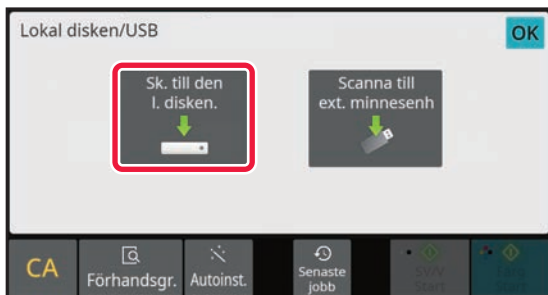 Lokal disken/USB
OK
Sk. till den
l. disken.
Scanna till
ext. minnesenh
CA
Förhandsgr.
Autoinst.
Senaste
jobb
SV/V
Start
Start